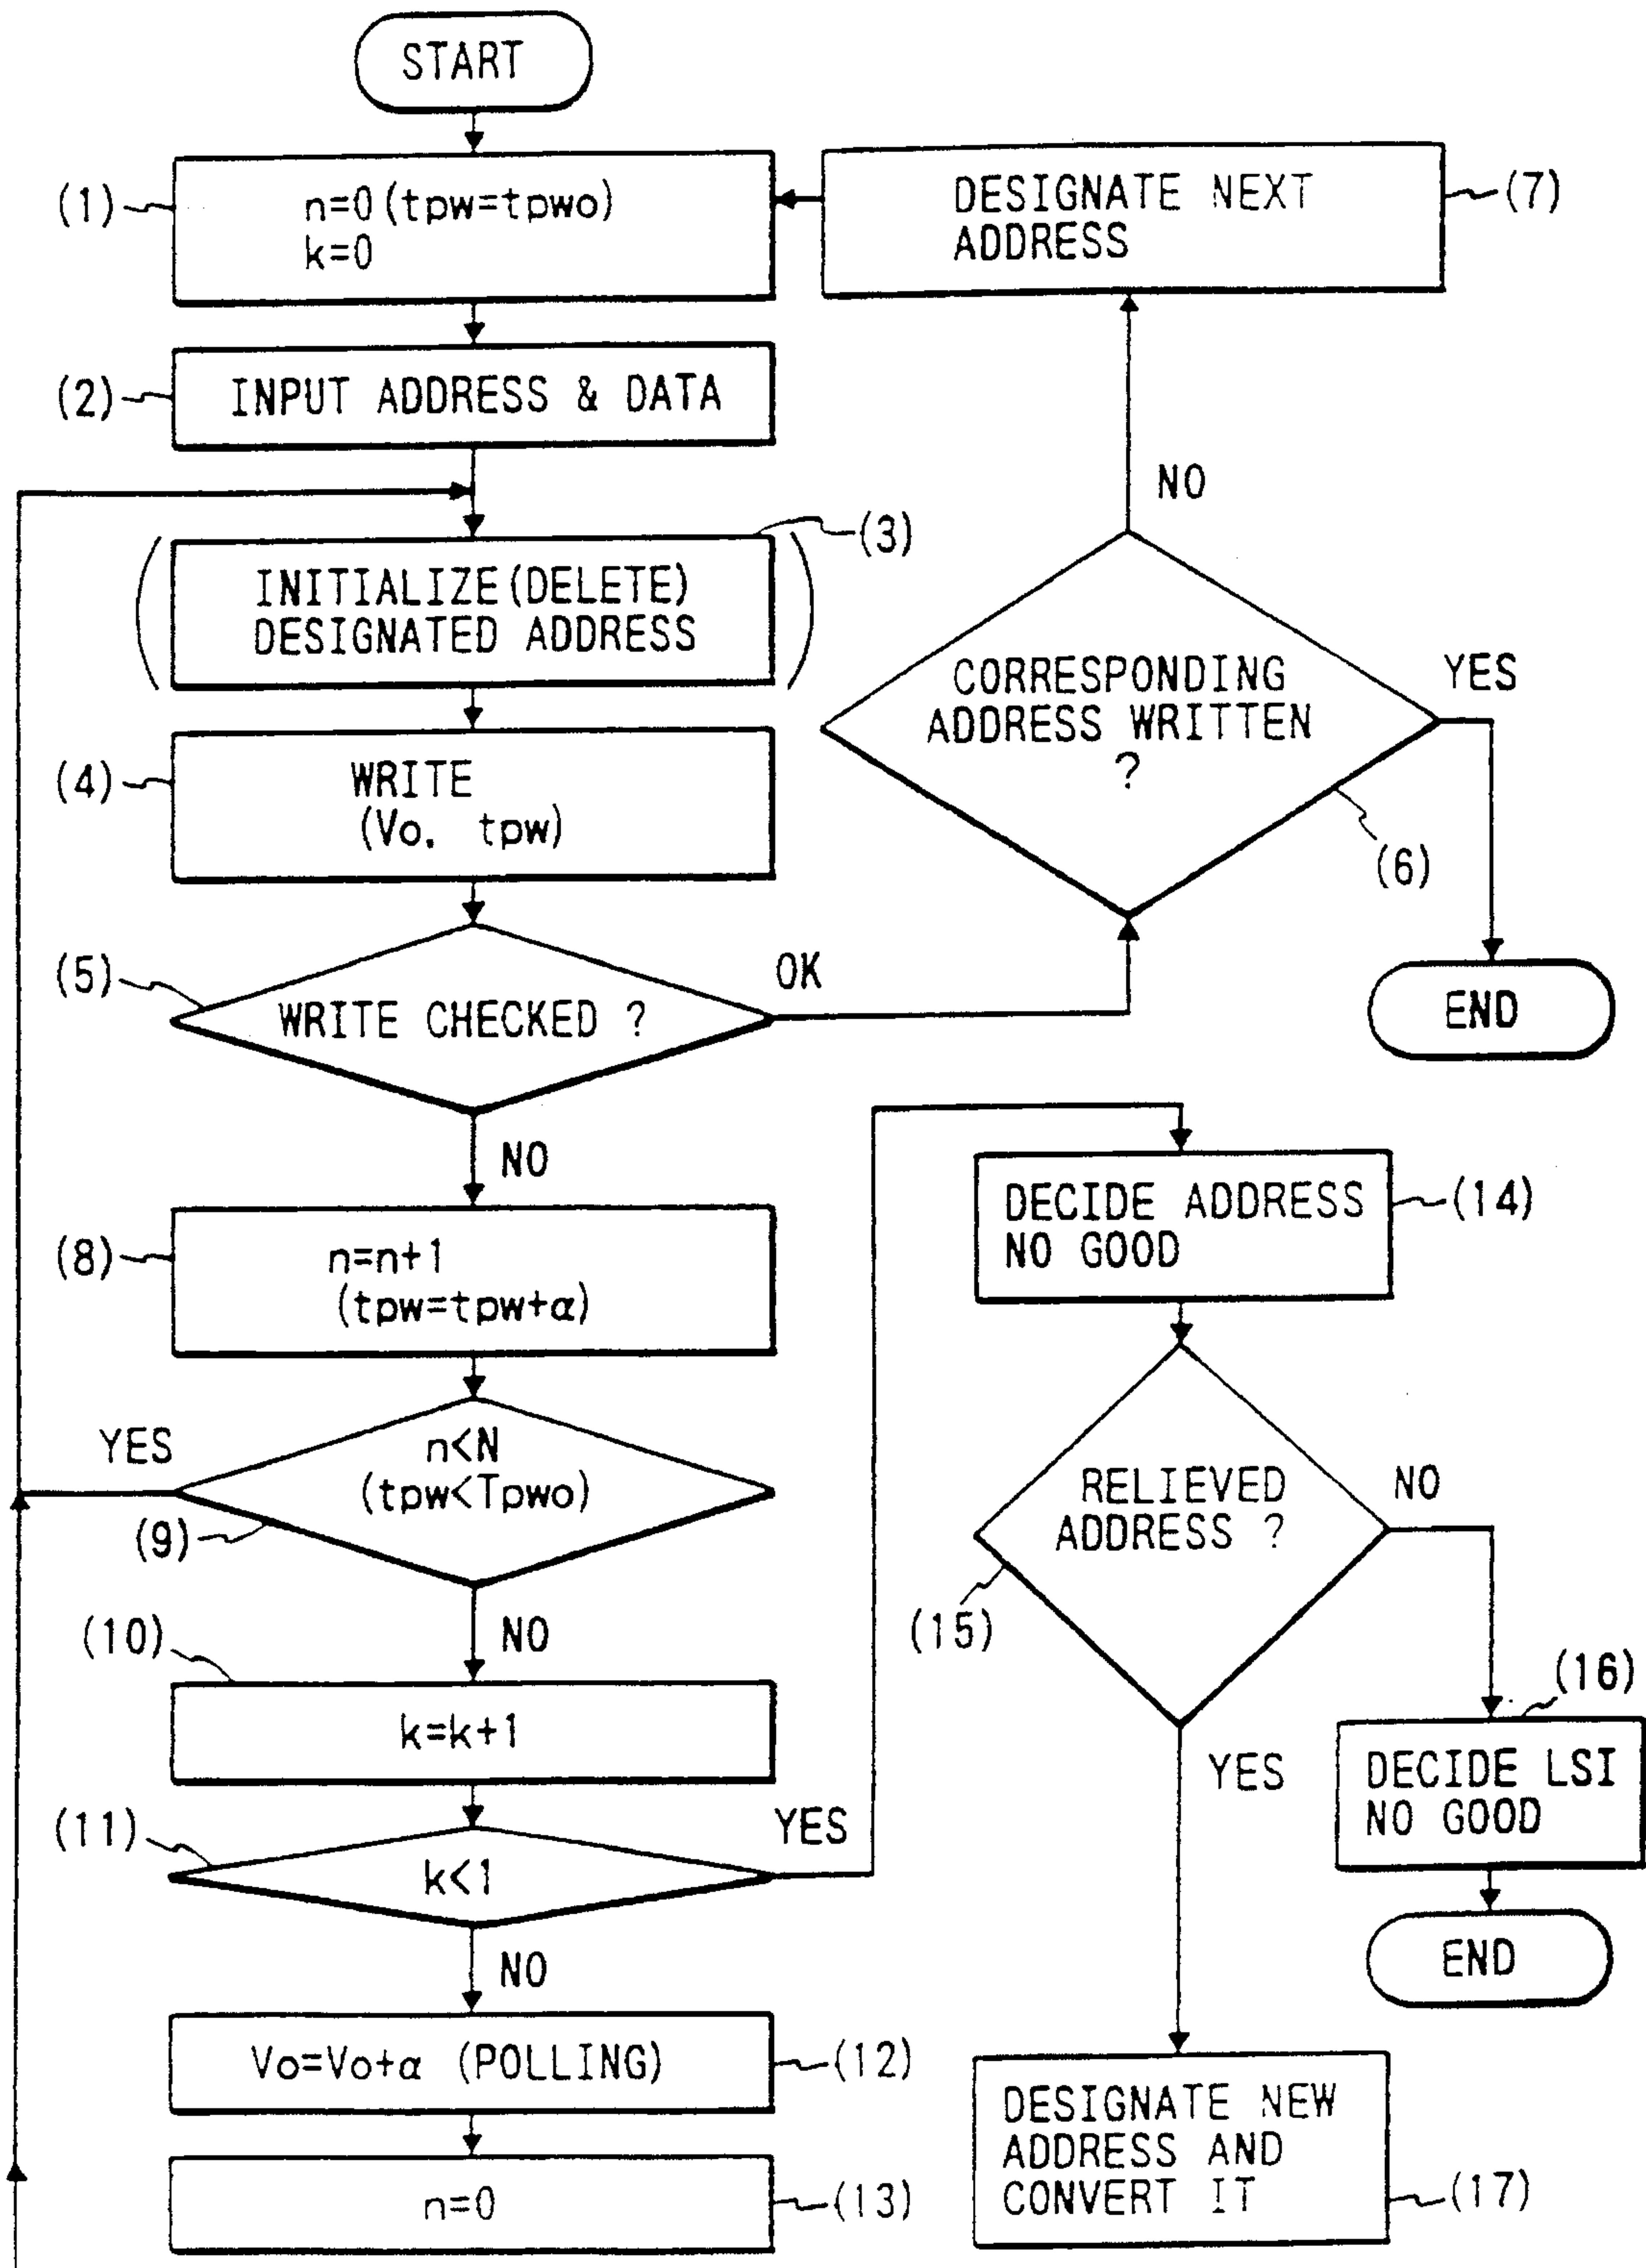 START
(1)
n=0(tpw=tpwo)
k=0
DESIGNATE NEXT
ADDRESS
(7)
(2)
INPUT ADDRESS & DATA
NO
(3)
INITIALIZE(DELETE)
DESIGNATED ADDRESS
CORRESPONDING
ADDRESS WRITTEN
?
YES
(6)
(4)
WRITE
(Vo. tpw)
(5)
WRITE CHECKED ?
OK
END
NO
(8)
n=n+1
(tpw=tpw+α)
DECIDE ADDRESS
NO GOOD
(14)
YES
n<N
(tpw<Tpwo)
(9)
RELIEVED
ADDRESS ?
NO
(15)
NO
(10)
k=k+1
YES
(16)
DECIDE LSI
NO GOOD
END
(11)
k<1
YES
NO
Vo=Vo+α (POLLING)
(12)
n=0
(13)
DESIGNATE NEW
ADDRESS AND
CONVERT IT
(17)